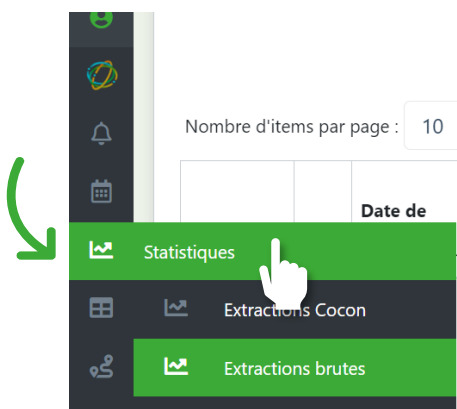 Nombre d'items par page : 10
Date de
Statistiques
Extractions Cocon
Extractions brutes